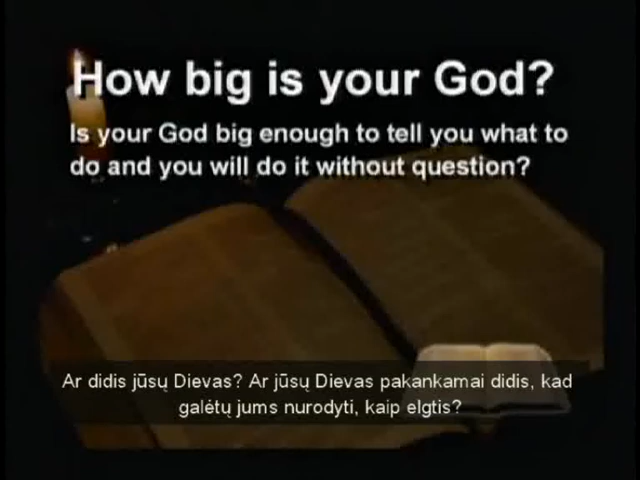 How big is your God?
Is your God big enough to tell you what to
do and you will do it without question?
Ar didis jūsų Dievas? Ar jūsų Dievas pakankamai didis, kad
galėtų jums nurodyti, kaip elgtis?